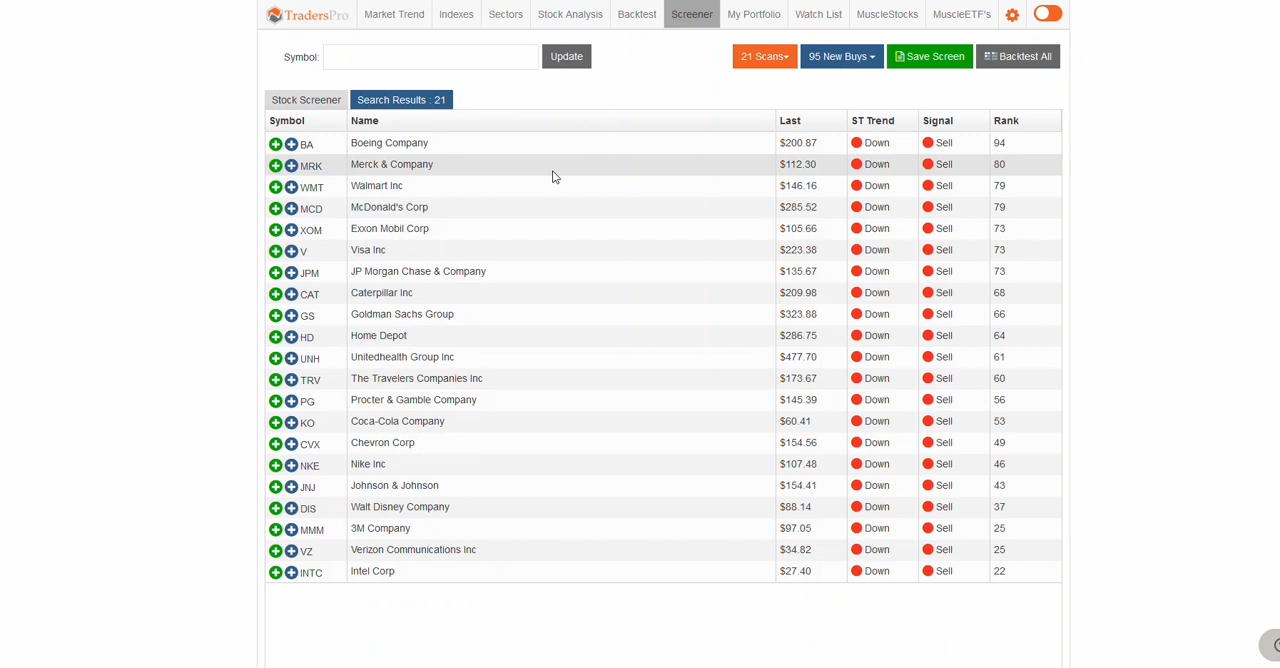 TradersPro Market Trend Indexes Sectors Stock Analysis Backtest Screener My Portfolio Watch List MuscleStocks MuscleETF's
Symbol: Update 21 Scans 95 New Buys Save Screen Backtest All
Stock Screener Search Results : 21
Symbol Name Last ST Trend Signal Rank
BA Boeing Company $200.87 Down Sell 94
MRK Merck & Company $112.30 Down Sell 80
WMT Walmart Inc $146.16 Down Sell 79
MCD McDonald's Corp $285.52 Down Sell 79
XOM Exxon Mobil Corp $105.66 Down Sell 73
V Visa Inc $223.38 Down Sell 73
JPM JP Morgan Chase & Company $135.67 Down Sell 73
CAT Caterpillar Inc $209.98 Down Sell 68
GS Goldman Sachs Group $323.88 Down Sell 66
HD Home Depot $286.75 Down Sell 64
UNH Unitedhealth Group Inc $477.70 Down Sell 61
TRV The Travelers Companies Inc $173.67 Down Sell 60
PG Procter & Gamble Company $145.39 Down Sell 56
KO Coca-Cola Company $60.41 Down Sell 53
CVX Chevron Corp $154.56 Down Sell 49
NKE Nike Inc $107.48 Down Sell 46
JNJ Johnson & Johnson $154.41 Down Sell 43
DIS Walt Disney Company $88.14 Down Sell 37
MMM 3M Company $97.05 Down Sell 25
VZ Verizon Communications Inc $34.82 Down Sell 25
INTC Intel Corp $27.40 Down Sell 22